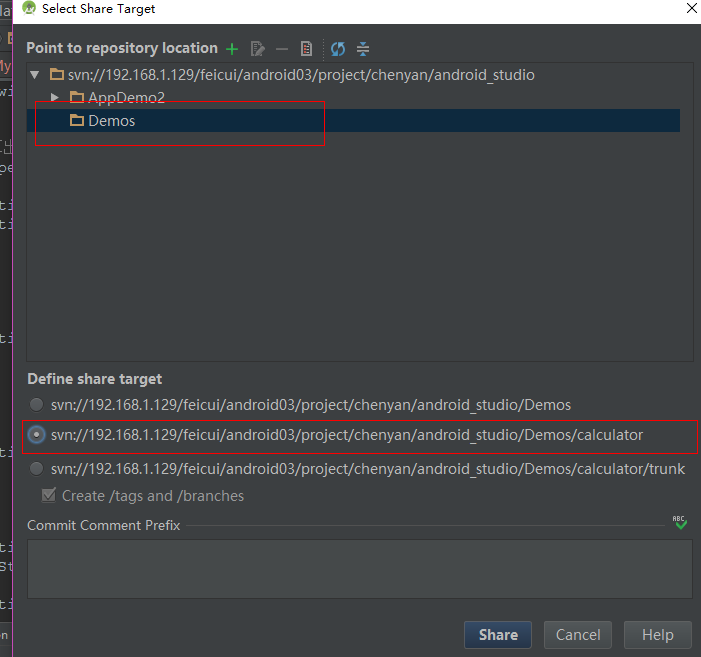 Select Share Target
Point to repository location
svn://192.168.1.129/feicui/android03/project/chenyan/android_studio
AppDemo2
Demos
Define share target
svn://192.168.1.129/feicui/android03/project/chenyan/android_studio/Demos
svn://192.168.1.129/feicui/android03/project/chenyan/android_studio/Demos/calculator
svn://192.168.1.129/feicui/android03/project/chenyan/android_studio/Demos/calculator/trunk
Create /tags and /branches
Commit Comment Prefix
ABC
Share Cancel Help